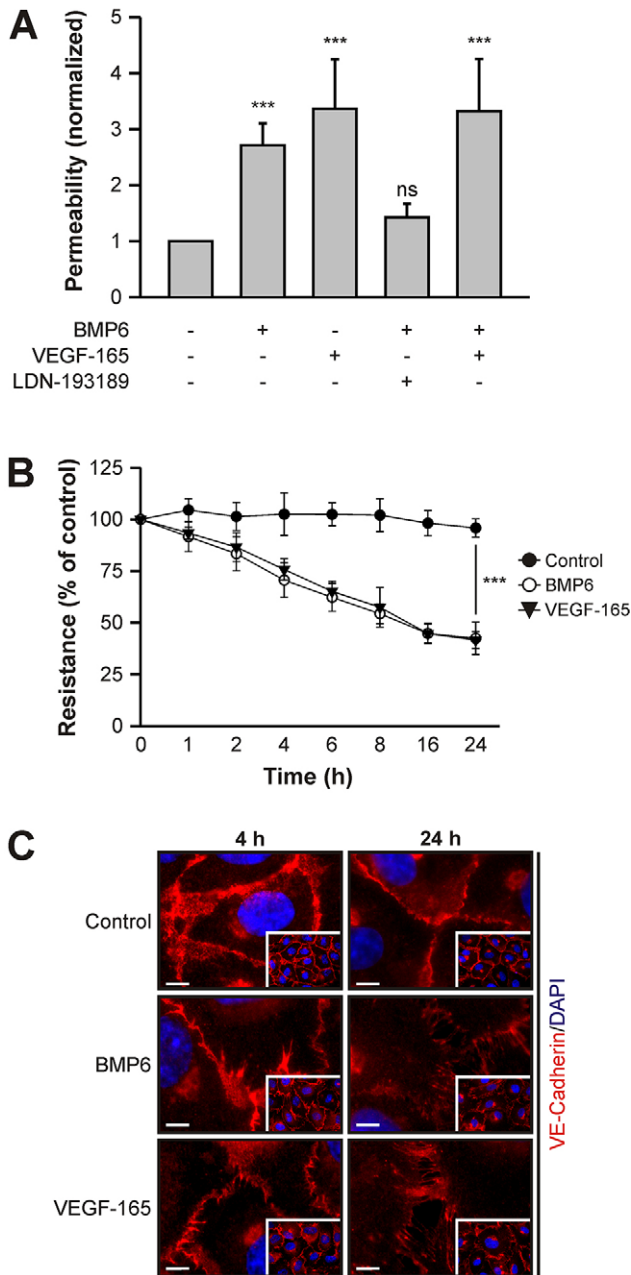 A
Permeability (normalized)
5
4
3
2
1
0
***
***
ns
***
BMP6 - + - + +
VEGF-165 - - + - +
LDN-193189 - - - + -
B
Resistance (% of control)
125
100
75
50
25
0
0 1 2 4 6 8 16 24
Time (h)
***
Control
BMP6
VEGF-165
C
4 h 24 h
Control
BMP6
VEGF-165
VE-Cadherin/DAPI